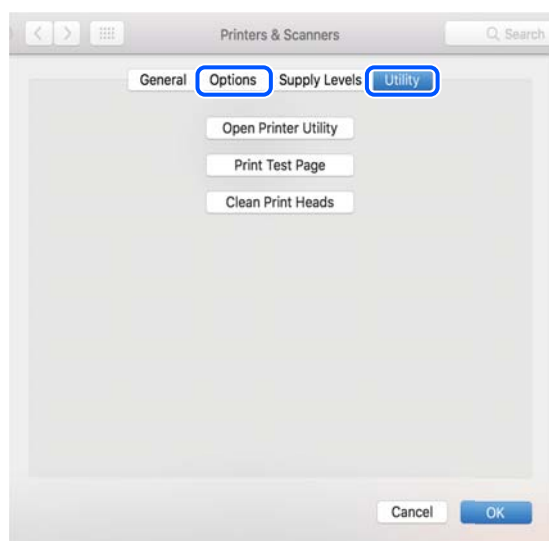 Printers & Scanners Search
General Options Supply Levels Utility
Open Printer Utility
Print Test Page
Clean Print Heads
Cancel OK